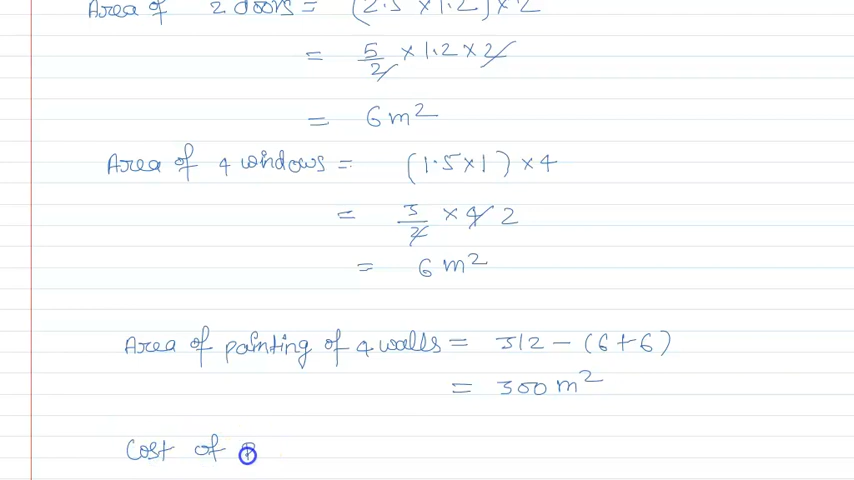 Area of 2 doors = (2.5 × 1.2) × 2
= 5/2 × 1.2 × 2
= 6 m²
Area of 4 windows = (1.5 × 1) × 4
= 3/2 × 4 2
= 6 m²
Area of painting of 4 walls = 312 – (6+6)
= 300 m²
Cost of